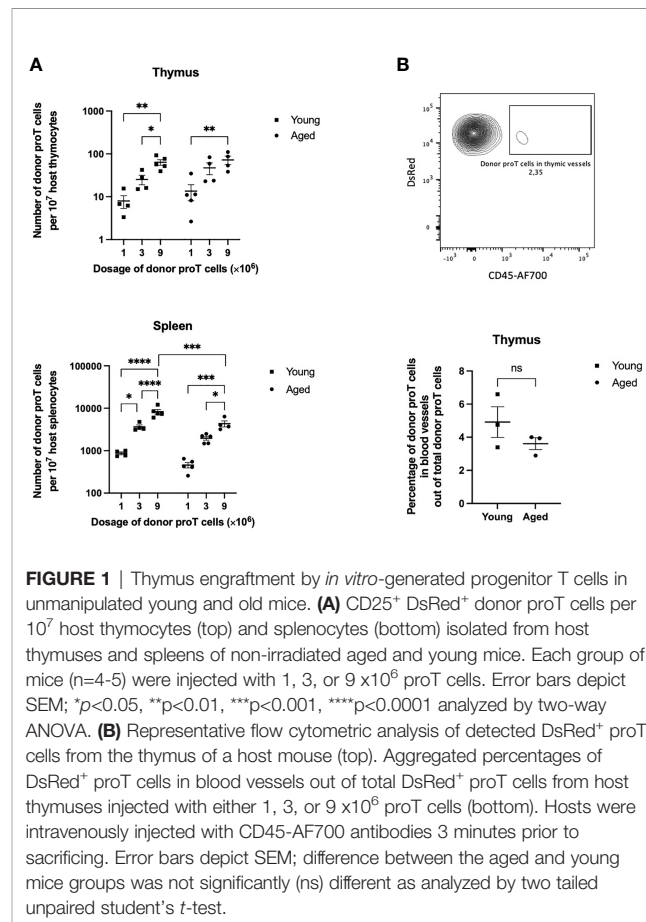 A
Thymus
Number of donor proT cells
per 10⁷ host thymocytes
1000
100
10
1
**
*
**
Young
Aged
1 3 9 1 3 9
Dosage of donor proT cells (×10⁶)
Spleen
Number of donor proT cells
per 10⁷ host splenocytes
100000
10000
1000
100
****
*
****
***
***
*
Young
Aged
1 3 9 1 3 9
Dosage of donor proT cells (×10⁶)
B
DsRed
10⁵
10⁴
10³
0
Donor proT cells in thymic vessels
2,35
-10³ 0 10³ 10⁴ 10⁵
CD45-AF700
Thymus
Percentage of donor proT cells
in blood vessels
out of total donor proT cells
8
6
4
2
0
ns
Young
Aged
Young Aged
FIGURE 1 | Thymus engraftment by in vitro-generated progenitor T cells in
unmanipulated young and old mice. (A) CD25⁺ DsRed⁺ donor proT cells per
10⁷ host thymocytes (top) and splenocytes (bottom) isolated from host
thymuses and spleens of non-irradiated aged and young mice. Each group of
mice (n=4-5) were injected with 1, 3, or 9 x10⁶ proT cells. Error bars depict
SEM; *p<0.05, **p<0.01, ***p<0.001, ****p<0.0001 analyzed by two-way
ANOVA. (B) Representative flow cytometric analysis of detected DsRed⁺ proT
cells from the thymus of a host mouse (top). Aggregated percentages of
DsRed⁺ proT cells in blood vessels out of total DsRed⁺ proT cells from host
thymuses injected with either 1, 3, or 9 x10⁶ proT cells (bottom). Hosts were
intravenously injected with CD45-AF700 antibodies 3 minutes prior to
sacrificing. Error bars depict SEM; difference between the aged and young
mice groups was not significantly (ns) different as analyzed by two tailed
unpaired student's t-test.